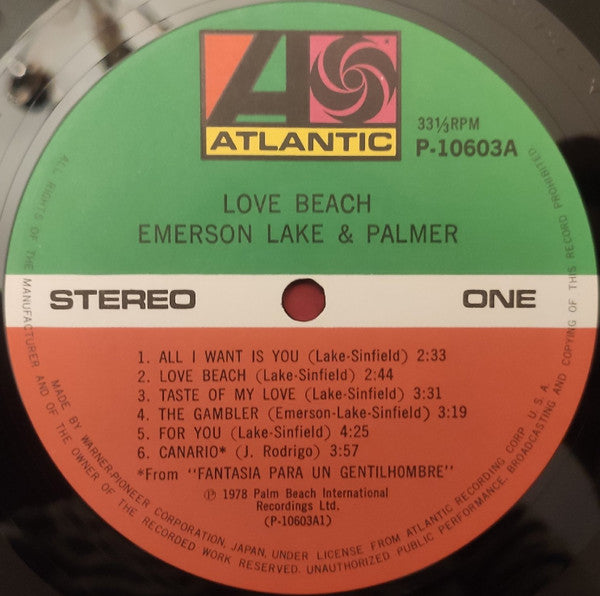 ATLANTIC
33⅓RPM
P-10603A
LOVE BEACH
EMERSON LAKE & PALMER
STEREO
ONE
1. ALL I WANT IS YOU (Lake-Sinfield) 2:33
2. LOVE BEACH (Lake-Sinfield) 2:44
3. TASTE OF MY LOVE (Lake-Sinfield) 3:31
4. THE GAMBLER (Emerson-Lake-Sinfield) 3:19
5. FOR YOU (Lake-Sinfield) 4:25
6. CANARIO* (J. Rodrigo) 3:57
*From "FANTASIA PARA UN GENTILHOMBRE"
℗ 1978 Palm Beach International
Recordings Ltd.
(P-10603A1)
MADE BY WARNER-PIONEER CORPORATION, JAPAN, UNDER LICENSE FROM ATLANTIC RECORDING CORP. U.S.A.
ALL RIGHTS OF THE MANUFACTURER AND OF THE OWNER OF THE RECORDED WORK RESERVED. UNAUTHORIZED PUBLIC PERFORMANCE, BROADCASTING AND COPYING OF THIS RECORD PROHIBITED